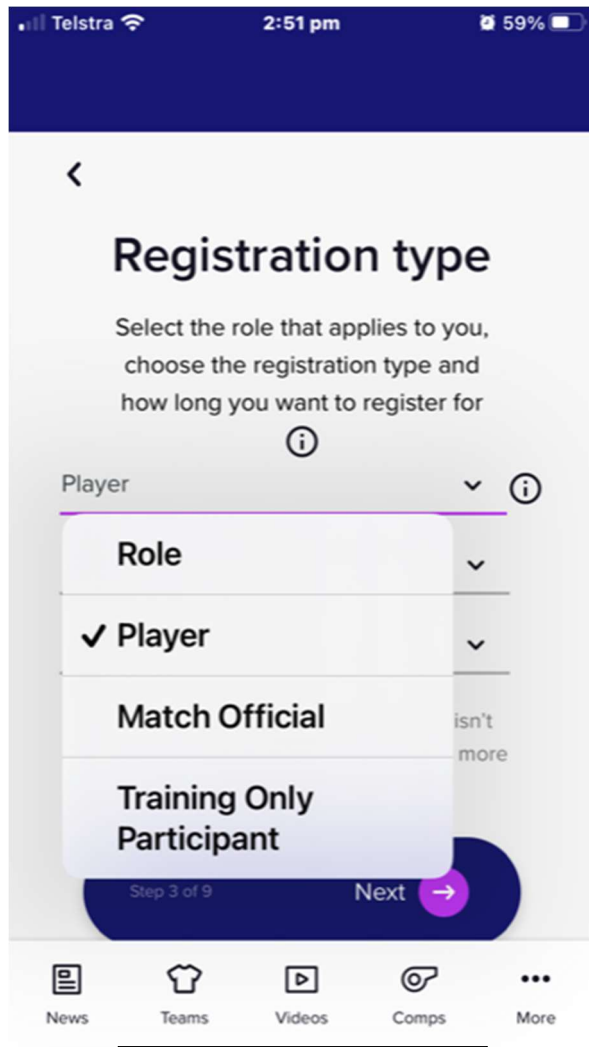 Telstra 2:51 pm 59%
Registration type
Select the role that applies to you,
choose the registration type and
how long you want to register for
Player
Role
✓ Player
Match Official
isn't
Training Only
more
Participant
Step 3 of 9 Next →
News Teams Videos Comps More